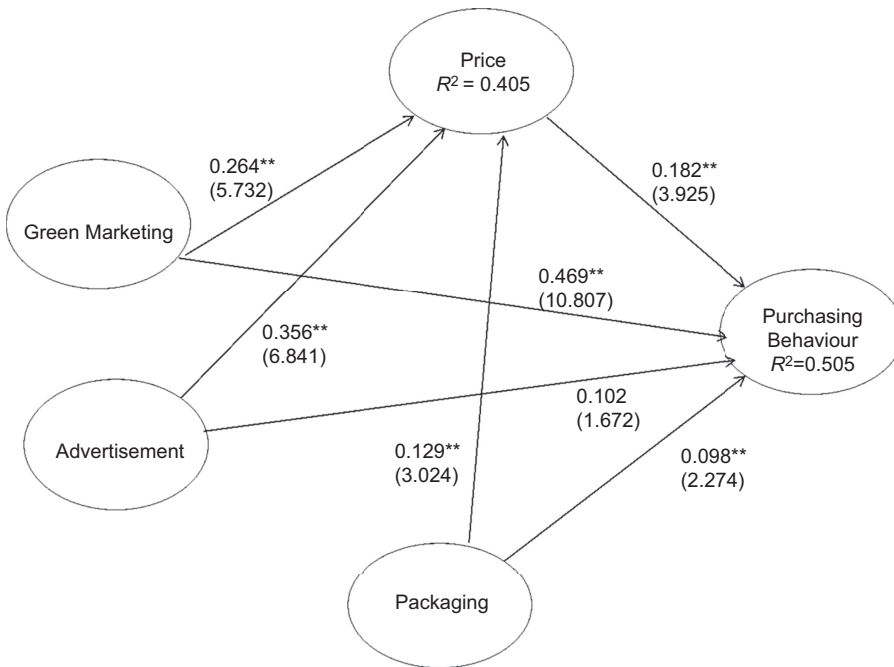 Price
R² = 0.405
0.264**
(5.732)
0.182**
(3.925)
Green Marketing
0.469**
(10.807)
Purchasing
Behaviour
R²=0.505
0.356**
(6.841)
0.102
(1.672)
Advertisement
0.129**
(3.024)
0.098**
(2.274)
Packaging